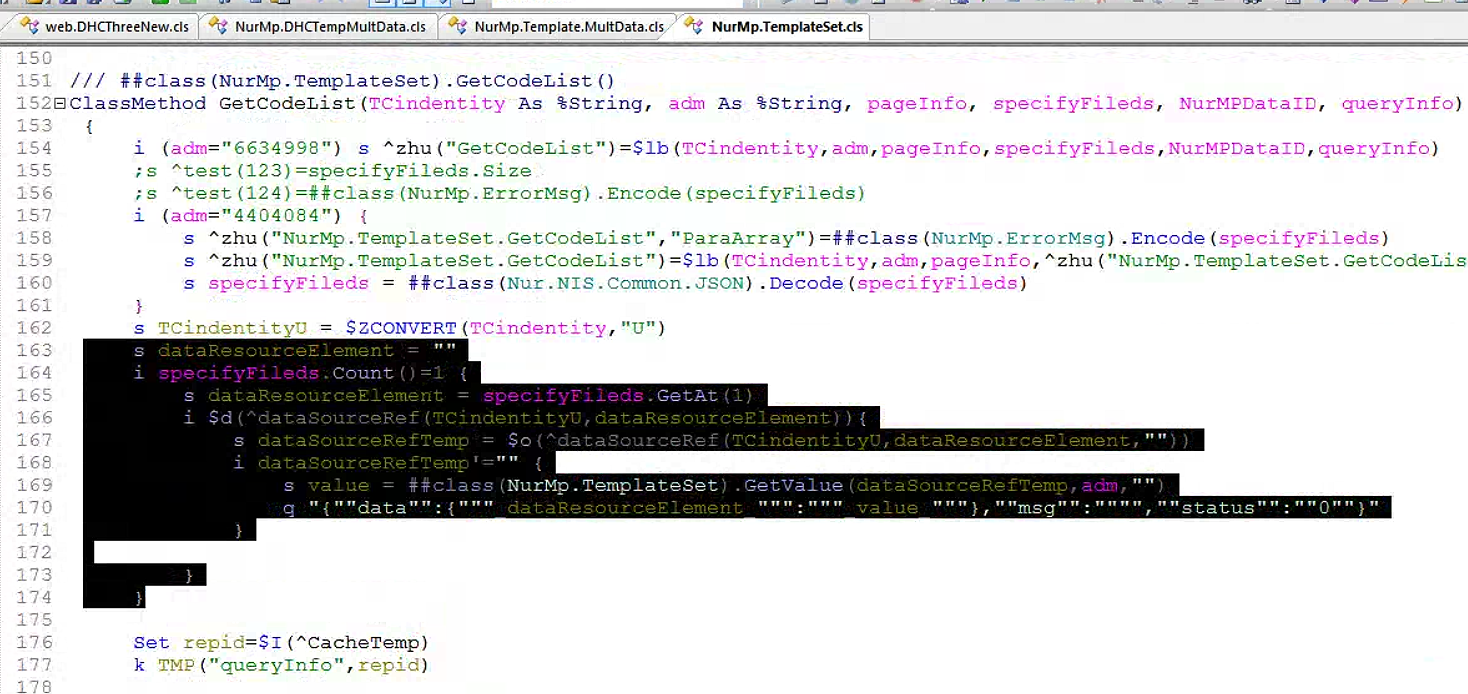 web.DHCThreeNew.cls NurMp.DHCTempMultData.cls NurMp.Template.MultData.cls NurMp.TemplateSet.cls
150
151 /// ##class(NurMp.TemplateSet).GetCodeList()
152 ClassMethod GetCodeList(TCindentity As %String, adm As %String, pageInfo, specifyFileds, NurMPDataID, queryInfo)
153 {
154 i (adm="6634998") s ^zhu("GetCodeList")=$lb(TCindentity,adm,pageInfo,specifyFileds,NurMPDataID,queryInfo)
155 ;s ^test(123)=specifyFileds.Size
156 ;s ^test(124)=##class(NurMp.ErrorMsg).Encode(specifyFileds)
157 i (adm="4404084") {
158 s ^zhu("NurMp.TemplateSet.GetCodeList","ParaArray")=##class(NurMp.ErrorMsg).Encode(specifyFileds)
159 s ^zhu("NurMp.TemplateSet.GetCodeList")=$lb(TCindentity,adm,pageInfo,^zhu("NurMp.TemplateSet.GetCodeLis
160 s specifyFileds = ##class(Nur.NIS.Common.JSON).Decode(specifyFileds)
161 }
162 s TCindentityU = $ZCONVERT(TCindentity,"U")
163 s dataResourceElement = ""
164 i specifyFileds.Count()=1 {
165 s dataResourceElement = specifyFileds.GetAt(1)
166 i $d(^dataSourceRef(TCindentityU,dataResourceElement)){
167 s dataSourceRefTemp = $o(^dataSourceRef(TCindentityU,dataResourceElement,""))
168 i dataSourceRefTemp'="" {
169 s value = ##class(NurMp.TemplateSet).GetValue(dataSourceRefTemp,adm,"")
170 q "{""data"":{"""_dataResourceElement_""":"""_value_"""},""msg"":"""",""status"":""0""}"
171 }
172
173 }
174 }
175
176 Set repid=$I(^CacheTemp)
177 k TMP("queryInfo",repid)
178